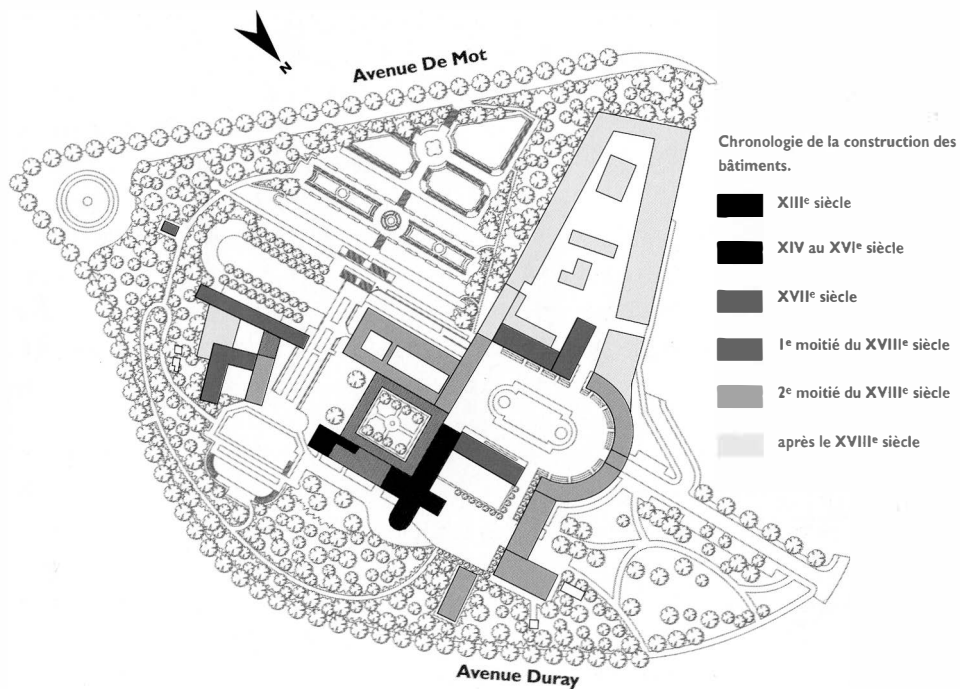 Avenue De Mot
N
Chronologie de la construction des
bâtiments.
XIIIe siècle
XIV au XVIe siècle
XVIIe siècle
1e moitié du XVIIIe siècle
2e moitié du XVIIIe siècle
après le XVIIIe siècle
Avenue Duray